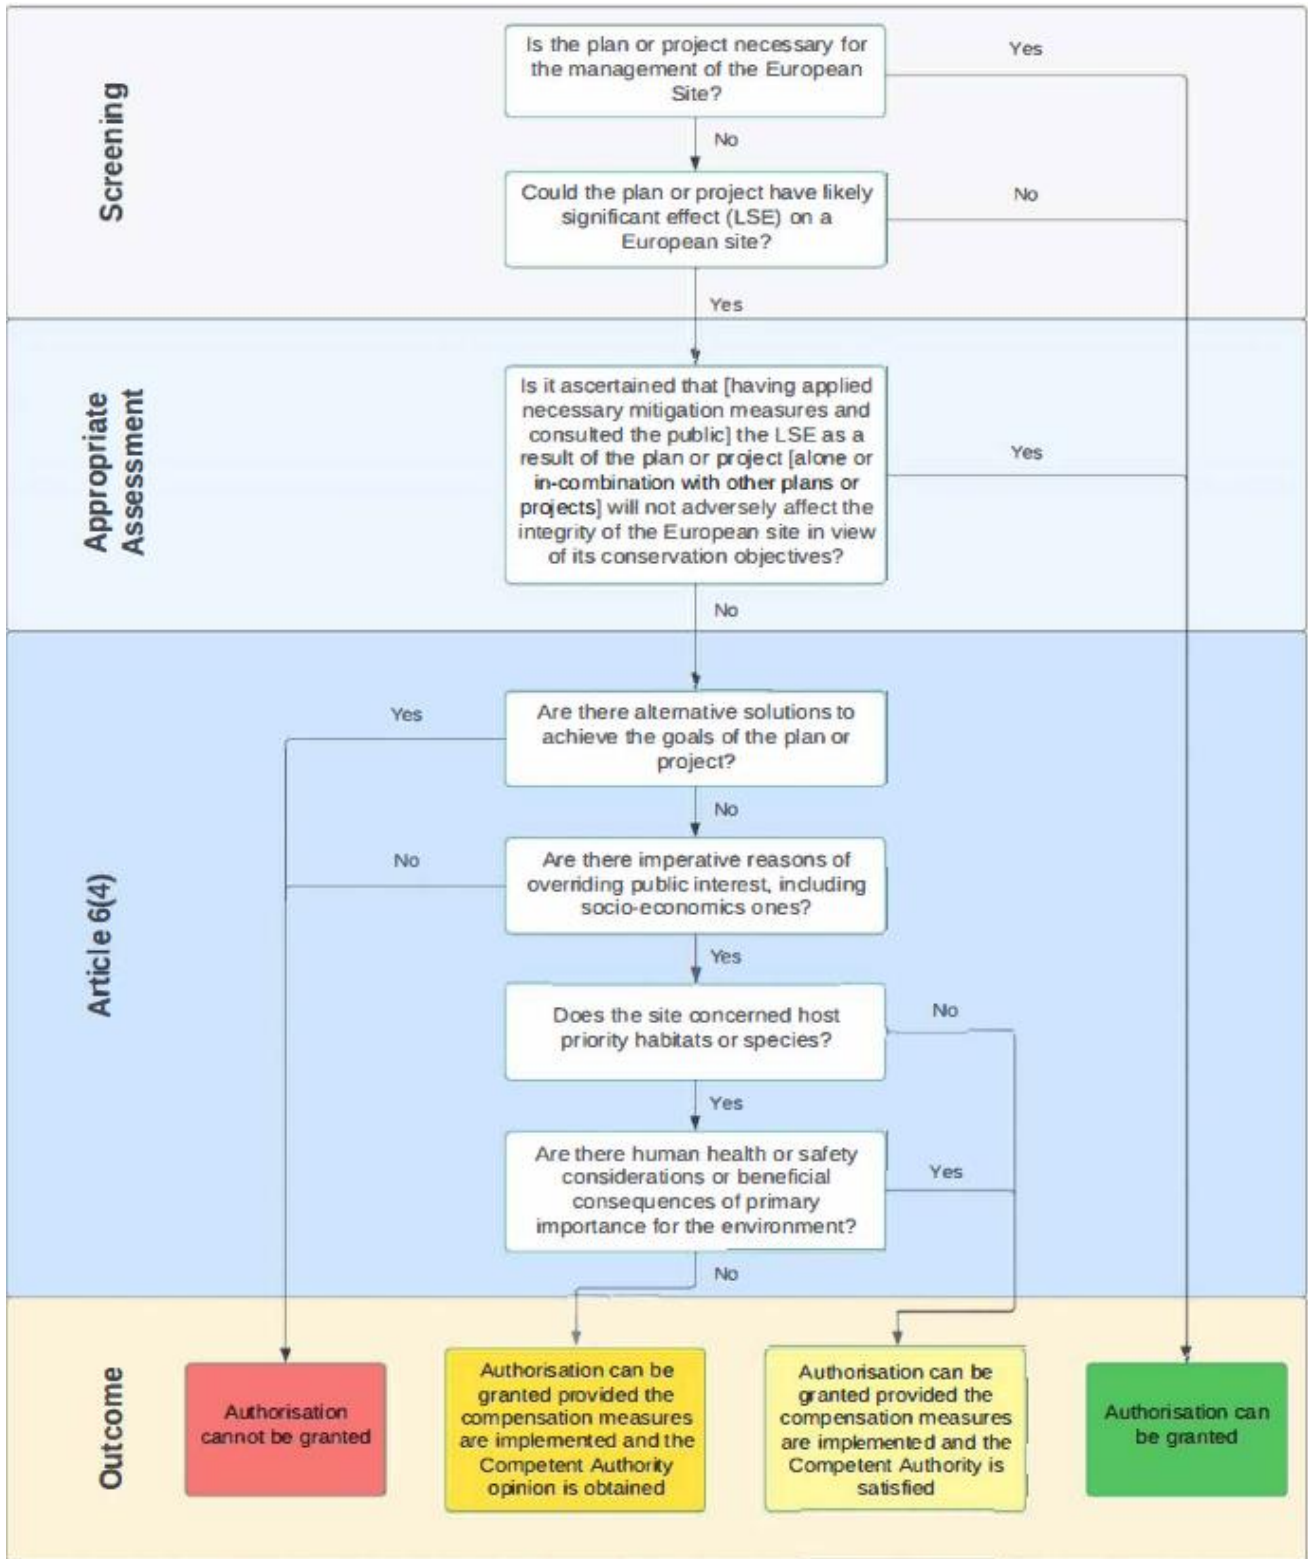 Screening
Is the plan or project necessary for
the management of the European
Site?
Yes
No
Could the plan or project have likely
significant effect (LSE) on a
European site?
No
Yes
Appropriate
Assessment
Is it ascertained that [having applied
necessary mitigation measures and
consulted the public] the LSE as a
result of the plan or project [alone or
in-combination with other plans or
projects] will not adversely affect the
integrity of the European site in view
of its conservation objectives?
Yes
No
Article 6(4)
Are there alternative solutions to
achieve the goals of the plan or
project?
Yes
No
Are there imperative reasons of
overriding public interest, including
socio-economics ones?
No
Yes
Does the site concerned host
priority habitats or species?
No
Yes
Are there human health or safety
considerations or beneficial
consequences of primary
importance for the environment?
Yes
No
Outcome
Authorisation
cannot be granted
Authorisation can be
granted provided the
compensation measures
are implemented and the
Competent Authority
opinion is obtained
Authorisation can be
granted provided the
compensation measures
are implemented and the
Competent Authority is
satisfied
Authorisation can
be granted